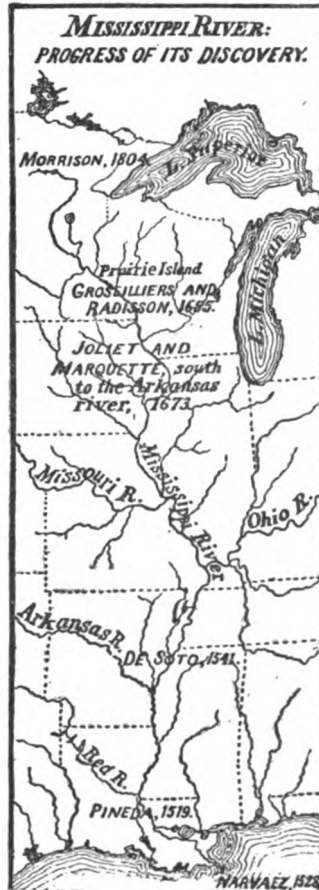 MISSISSIPPI RIVER:
PROGRESS OF ITS DISCOVERY.
L. Superior
MORRISON, 1804.
L. Michigan
Prairie Island
GROSEILLIERS AND
RADISSON, 1655.
JOLIET AND
MARQUETTE, south
to the Arkansas
river, 1673.
Missouri R.
Mississippi River
Ohio R.
Arkansas R.
DE SOTO, 1541.
Red R.
PINEDA, 1519.
NARVAEZ, 1528